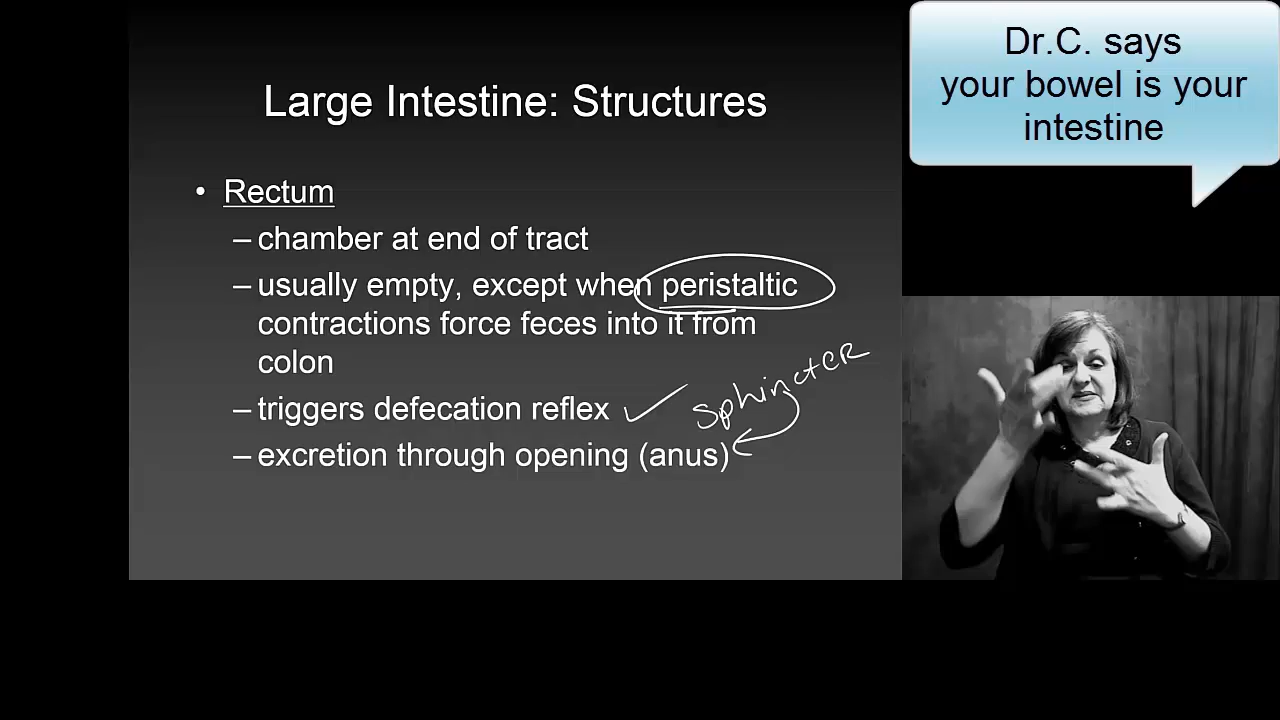 Dr.C. says
your bowel is your
intestine
Large Intestine: Structures
• Rectum
– chamber at end of tract
– usually empty, except when peristaltic
contractions force feces into it from
colon
– triggers defecation reflex
sphincter
– excretion through opening (anus)